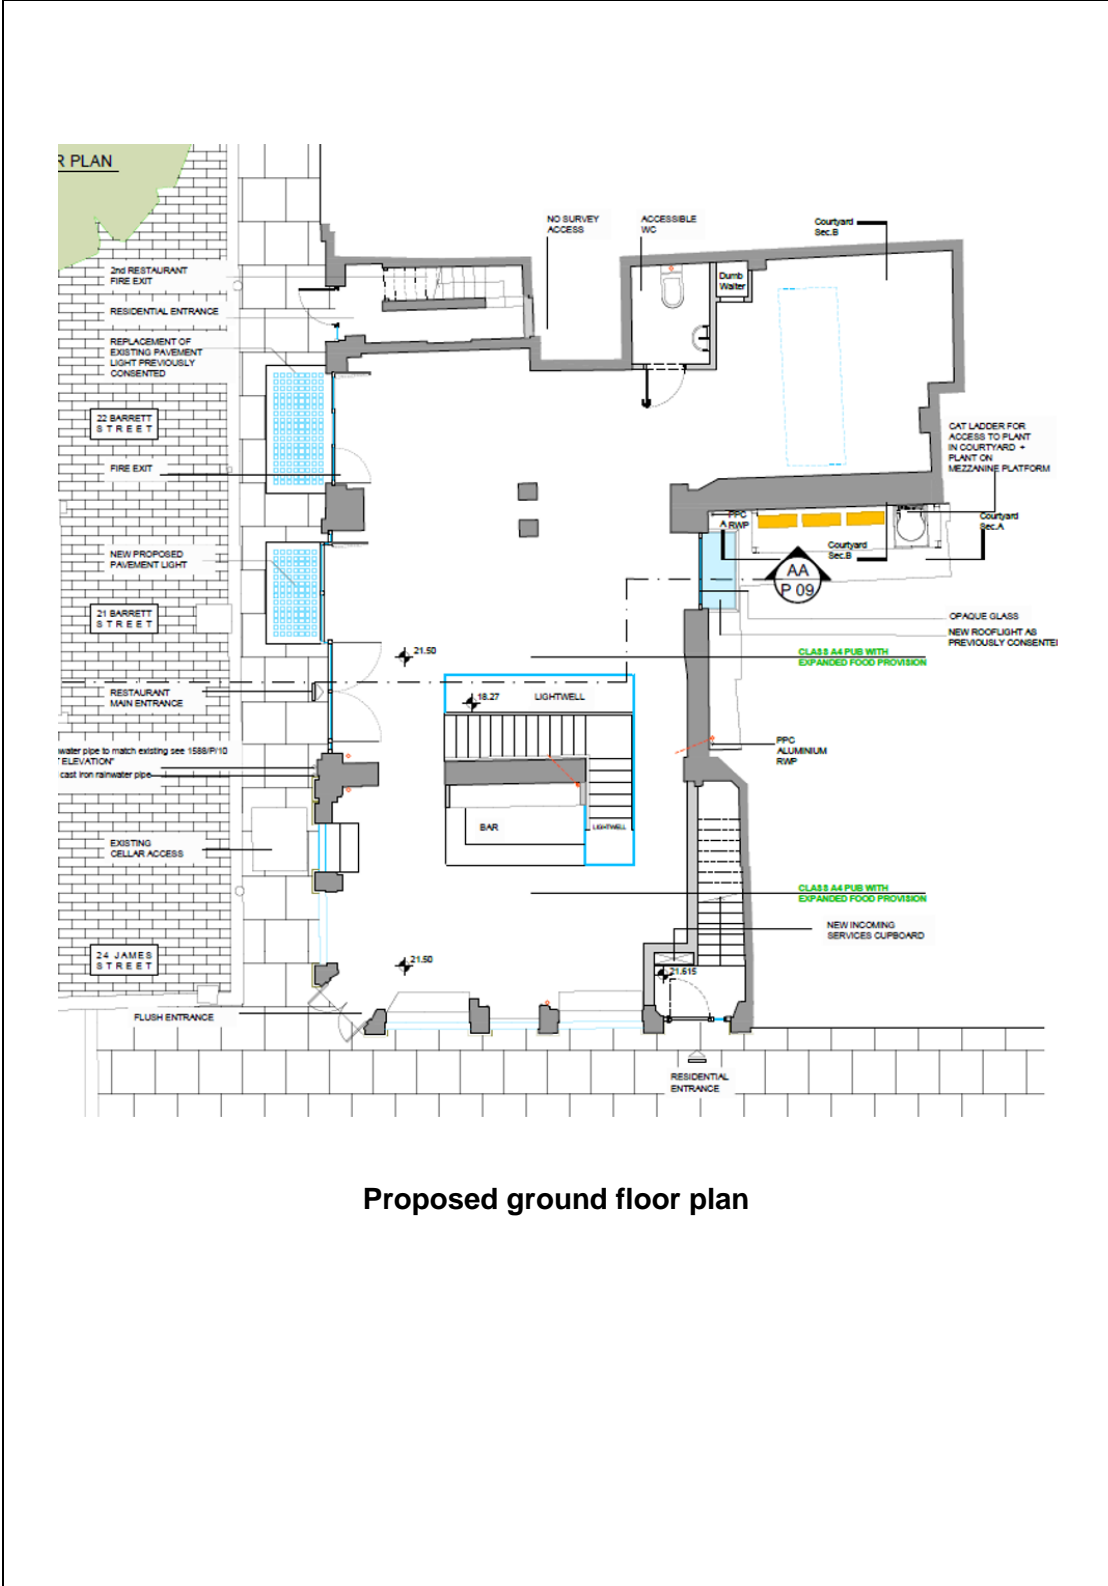 R PLAN
NO SURVEY
ACCESS
ACCESSIBLE
WC
Courtyard
Sec.B
2nd RESTAURANT
FIRE EXIT
Dumb
Waiter
RESIDENTIAL ENTRANCE
REPLACEMENT OF
EXISTING PAVEMENT
LIGHT PREVIOUSLY
CONSENTED
22 BARRETT
STREET
CAT LADDER FOR
ACCESS TO PLANT
IN COURTYARD +
PLANT ON
MEZZANINE PLATFORM
FIRE EXIT
PPC
RWP
A
Courtyard
Sec.A
Courtyard
Sec.B
NEW PROPOSED
PAVEMENT LIGHT
AA
P 09
21 BARRETT
STREET
OPAQUE GLASS
NEW ROOFLIGHT AS
PREVIOUSLY CONSENTE
21.50
CLASS A4 PUB WITH
EXPANDED FOOD PROVISION
RESTAURANT
MAIN ENTRANCE
18.27
LIGHTWELL
water pipe to match existing see 1588/P/10
ELEVATION"
cast iron rainwater pipe
PPC
ALUMINIUM
RWP
BAR
LIGHTWELL
EXISTING
CELLAR ACCESS
CLASS A4 PUB WITH
EXPANDED FOOD PROVISION
NEW INCOMING
SERVICES CUPBOARD
24 JAMES
STREET
21.50
21.615
FLUSH ENTRANCE
RESIDENTIAL
ENTRANCE
Proposed ground floor plan